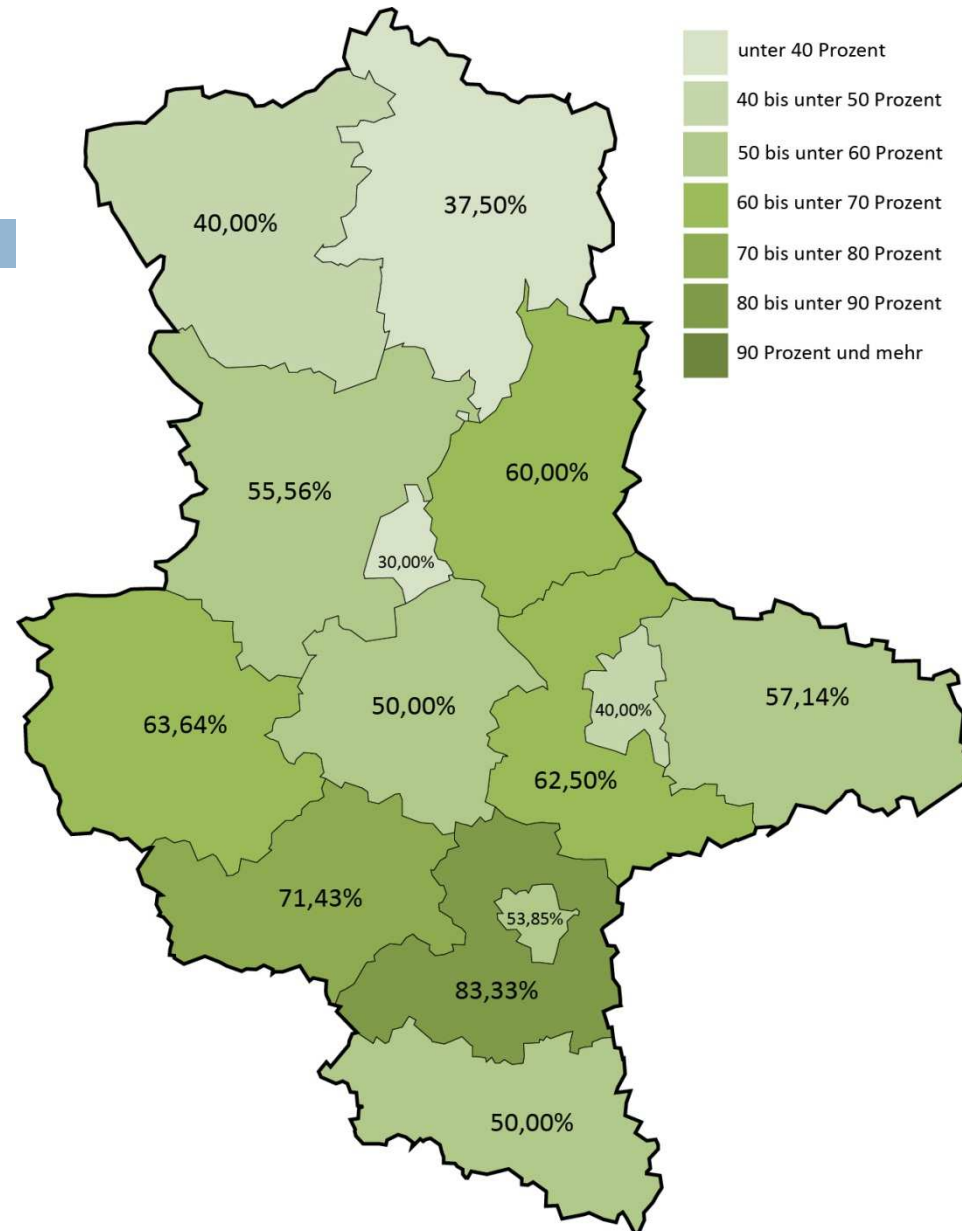 unter 40 Prozent
40 bis unter 50 Prozent
50 bis unter 60 Prozent
60 bis unter 70 Prozent
70 bis unter 80 Prozent
80 bis unter 90 Prozent
90 Prozent und mehr
37,50%
40,00%
60,00%
55,56%
30,00%
57,14%
50,00%
40,00%
63,64%
62,50%
71,43%
53,85%
83,33%
50,00%